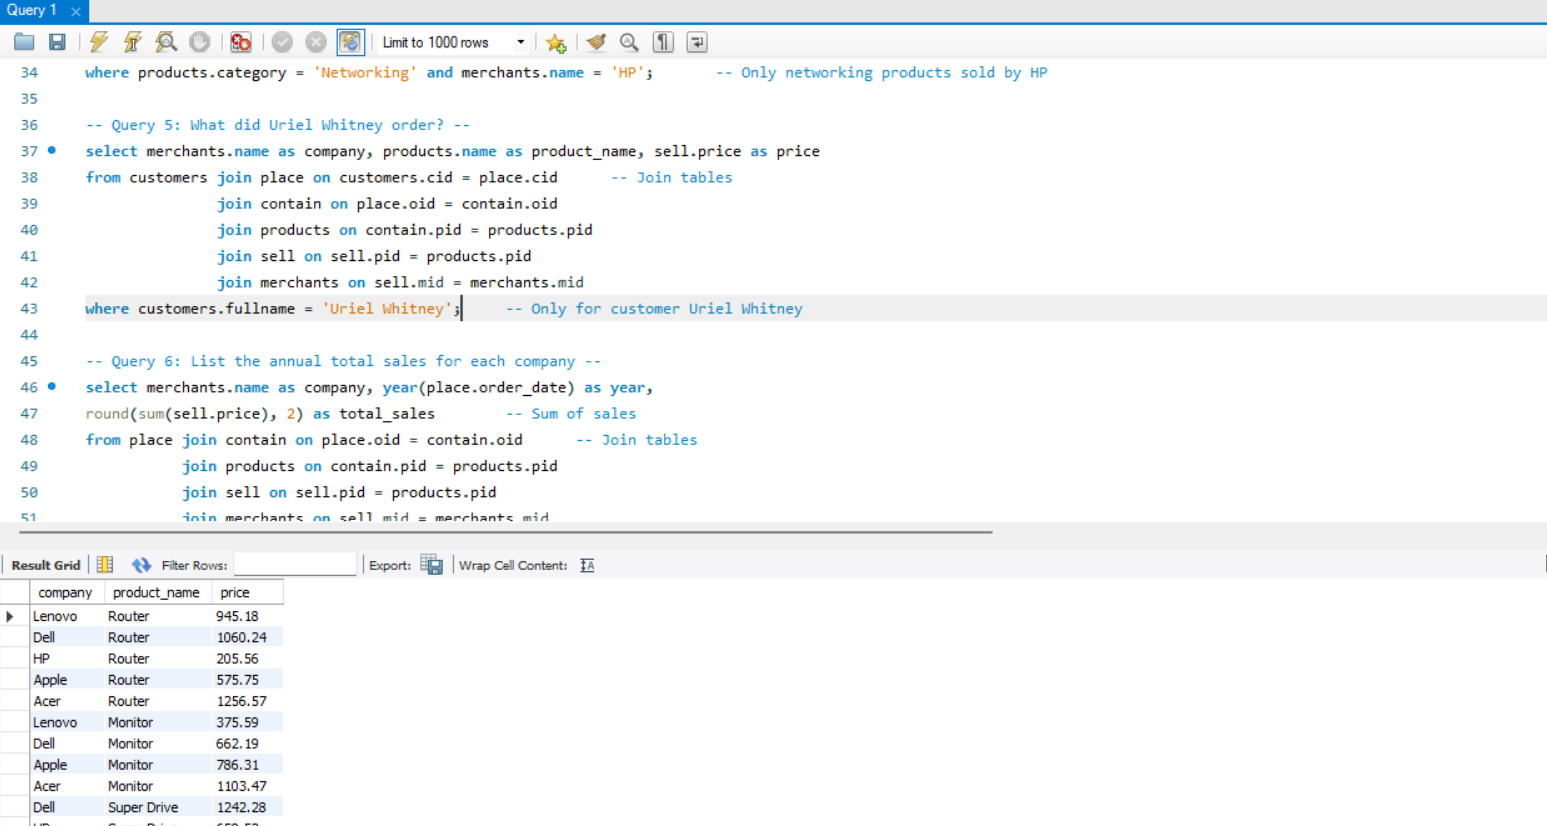 Query 1 ×
Limit to 1000 rows
34 where products.category = 'Networking' and merchants.name = 'HP'; -- Only networking products sold by HP
35
36 -- Query 5: What did Uriel Whitney order? --
37 select merchants.name as company, products.name as product_name, sell.price as price
38 from customers join place on customers.cid = place.cid -- Join tables
39 join contain on place.oid = contain.oid
40 join products on contain.pid = products.pid
41 join sell on sell.pid = products.pid
42 join merchants on sell.mid = merchants.mid
43 where customers.fullname = 'Uriel Whitney'; -- Only for customer Uriel Whitney
44
45 -- Query 6: List the annual total sales for each company --
46 select merchants.name as company, year(place.order_date) as year,
47 round(sum(sell.price), 2) as total_sales -- Sum of sales
48 from place join contain on place.oid = contain.oid -- Join tables
49 join products on contain.pid = products.pid
50 join sell on sell.pid = products.pid
51 join merchants on sell.mid = merchants.mid
Result Grid Filter Rows: Export: Wrap Cell Content:
company product_name price
Lenovo Router 945.18
Dell Router 1060.24
HP Router 205.56
Apple Router 575.75
Acer Router 1256.57
Lenovo Monitor 375.59
Dell Monitor 662.19
Apple Monitor 786.31
Acer Monitor 1103.47
Dell Super Drive 1242.28